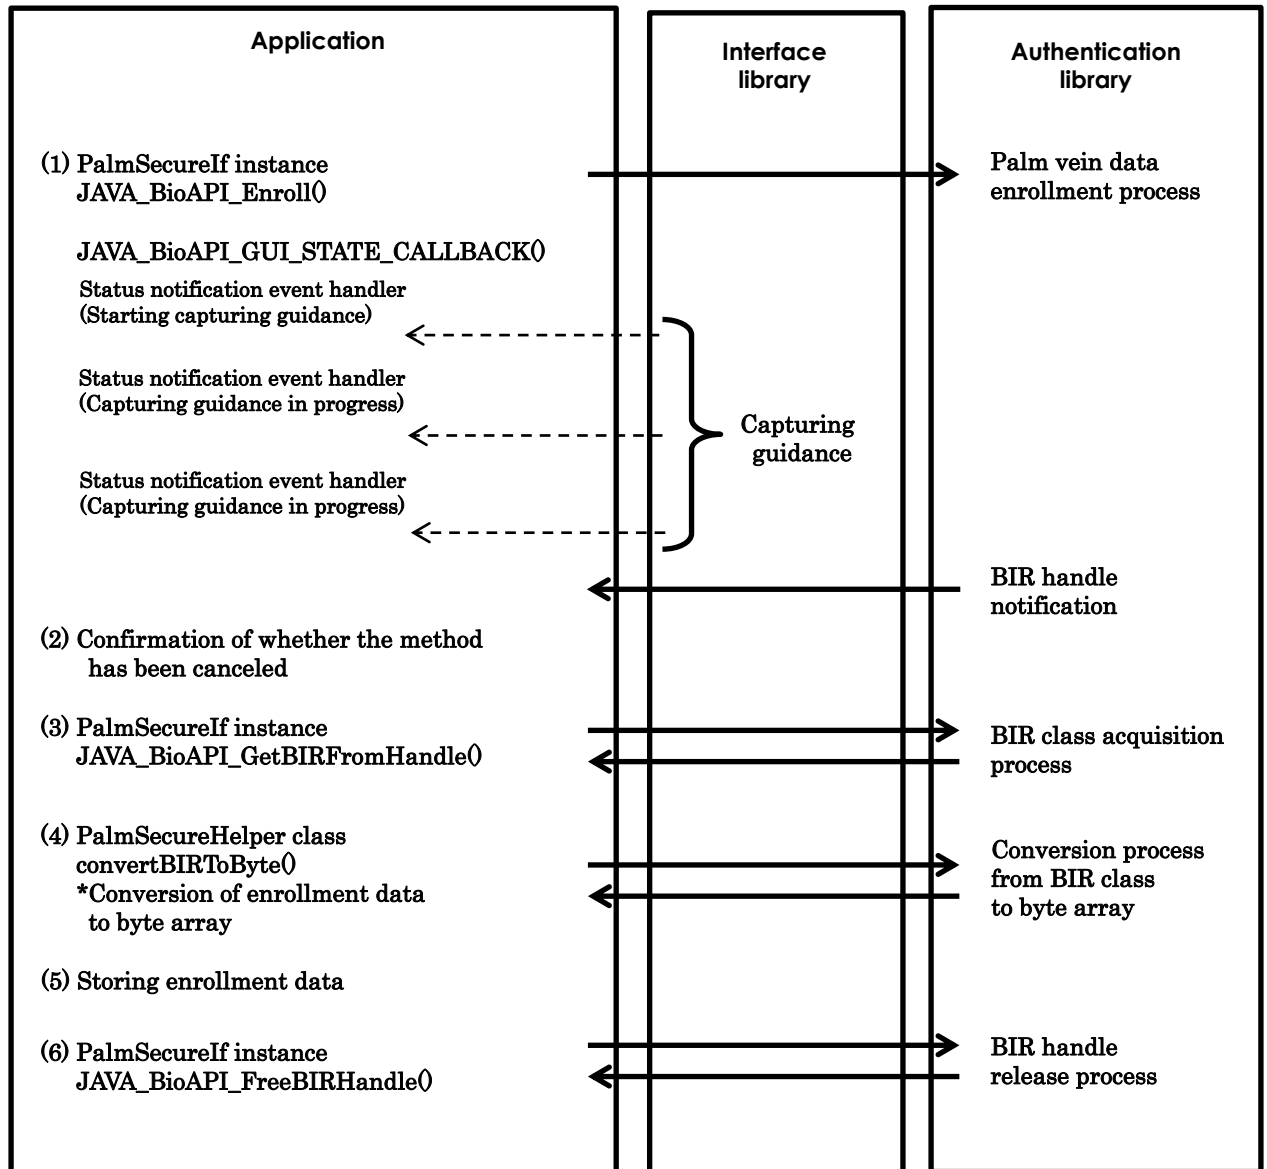 Application
Interface
library
Authentication
library
(1) PalmSecureIf instance
JAVA_BioAPI_Enroll()
Palm vein data
enrollment process
JAVA_BioAPI_GUI_STATE_CALLBACK()
Status notification event handler
(Starting capturing guidance)
Status notification event handler
(Capturing guidance in progress)
Capturing
guidance
Status notification event handler
(Capturing guidance in progress)
BIR handle
notification
(2) Confirmation of whether the method
has been canceled
(3) PalmSecureIf instance
JAVA_BioAPI_GetBIRFromHandle()
BIR class acquisition
process
(4) PalmSecureHelper class
convertBIRToByte()
*Conversion of enrollment data
to byte array
Conversion process
from BIR class
to byte array
(5) Storing enrollment data
(6) PalmSecureIf instance
JAVA_BioAPI_FreeBIRHandle()
BIR handle
release process